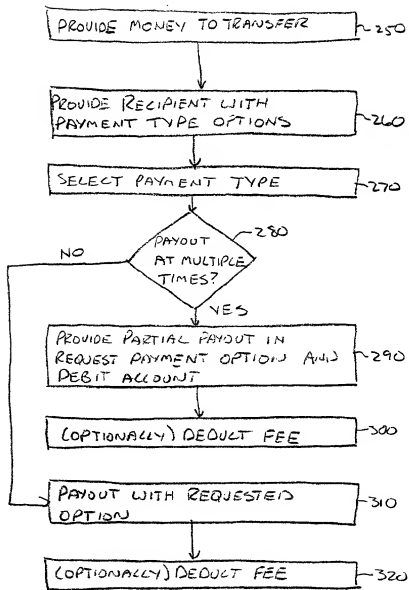 PROVIDE MONEY TO TRANSFER
250
PROVIDE RECIPIENT WITH
PAYMENT TYPE OPTIONS
260
SELECT PAYMENT TYPE
270
280
PAYOUT
AT MULTIPLE
TIMES?
NO
YES
PROVIDE PARTIAL PAYOUT IN
REQUEST PAYMENT OPTION AND
DEBIT ACCOUNT
290
(OPTIONALLY) DEDUCT FEE
300
PAYOUT WITH REQUESTED
OPTION
310
(OPTIONALLY) DEDUCT FEE
320